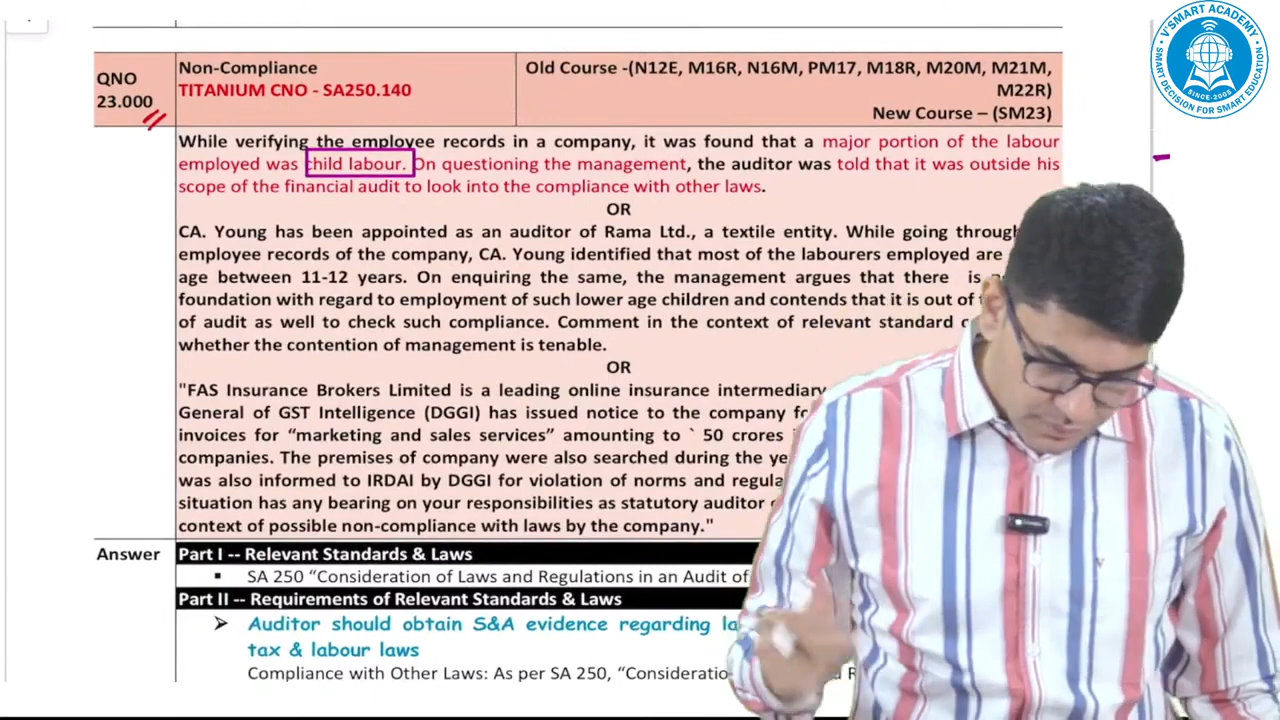 V'SMART ACADEMY
SMART DECISION FOR SMART EDUCATION
SINCE-2005
QNO
23.000
Non-Compliance
TITANIUM CNO - SA250.140
Old Course -(N12E, M16R, N16M, PM17, M18R, M20M, M21M,
M22R)
New Course – (SM23)
While verifying the employee records in a company, it was found that a major portion of the labour
employed was child labour. On questioning the management, the auditor was told that it was outside his
scope of the financial audit to look into the compliance with other laws.
OR
CA. Young has been appointed as an auditor of Rama Ltd., a textile entity. While going through
employee records of the company, CA. Young identified that most of the labourers employed are
age between 11-12 years. On enquiring the same, the management argues that there is
foundation with regard to employment of such lower age children and contends that it is out of
of audit as well to check such compliance. Comment in the context of relevant standard
whether the contention of management is tenable.
OR
"FAS Insurance Brokers Limited is a leading online insurance intermediary
General of GST Intelligence (DGGI) has issued notice to the company
invoices for “marketing and sales services” amounting to ` 50 crores
companies. The premises of company were also searched during the
was also informed to IRDAI by DGGI for violation of norms and
situation has any bearing on your responsibilities as statutory auditor
context of possible non-compliance with laws by the company."
Answer
Part I -- Relevant Standards & Laws
▪ SA 250 “Consideration of Laws and Regulations in an Audit of
Part II -- Requirements of Relevant Standards & Laws
➢ Auditor should obtain S&A evidence regarding
tax & labour laws
Compliance with Other Laws: As per SA 250,